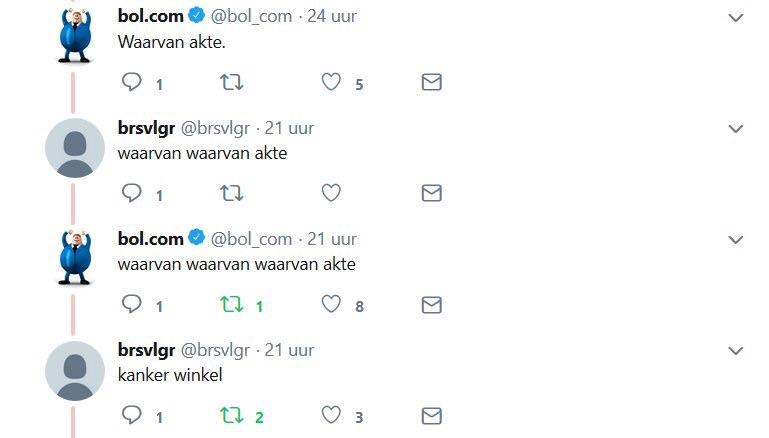 bol.com @bol_com · 24 uur
Waarvan akte.
1 5
brsvlgr @brsvlgr · 21 uur
waarvan waarvan akte
1
bol.com @bol_com · 21 uur
waarvan waarvan waarvan akte
1 1 8
brsvlgr @brsvlgr · 21 uur
kanker winkel
1 2 3